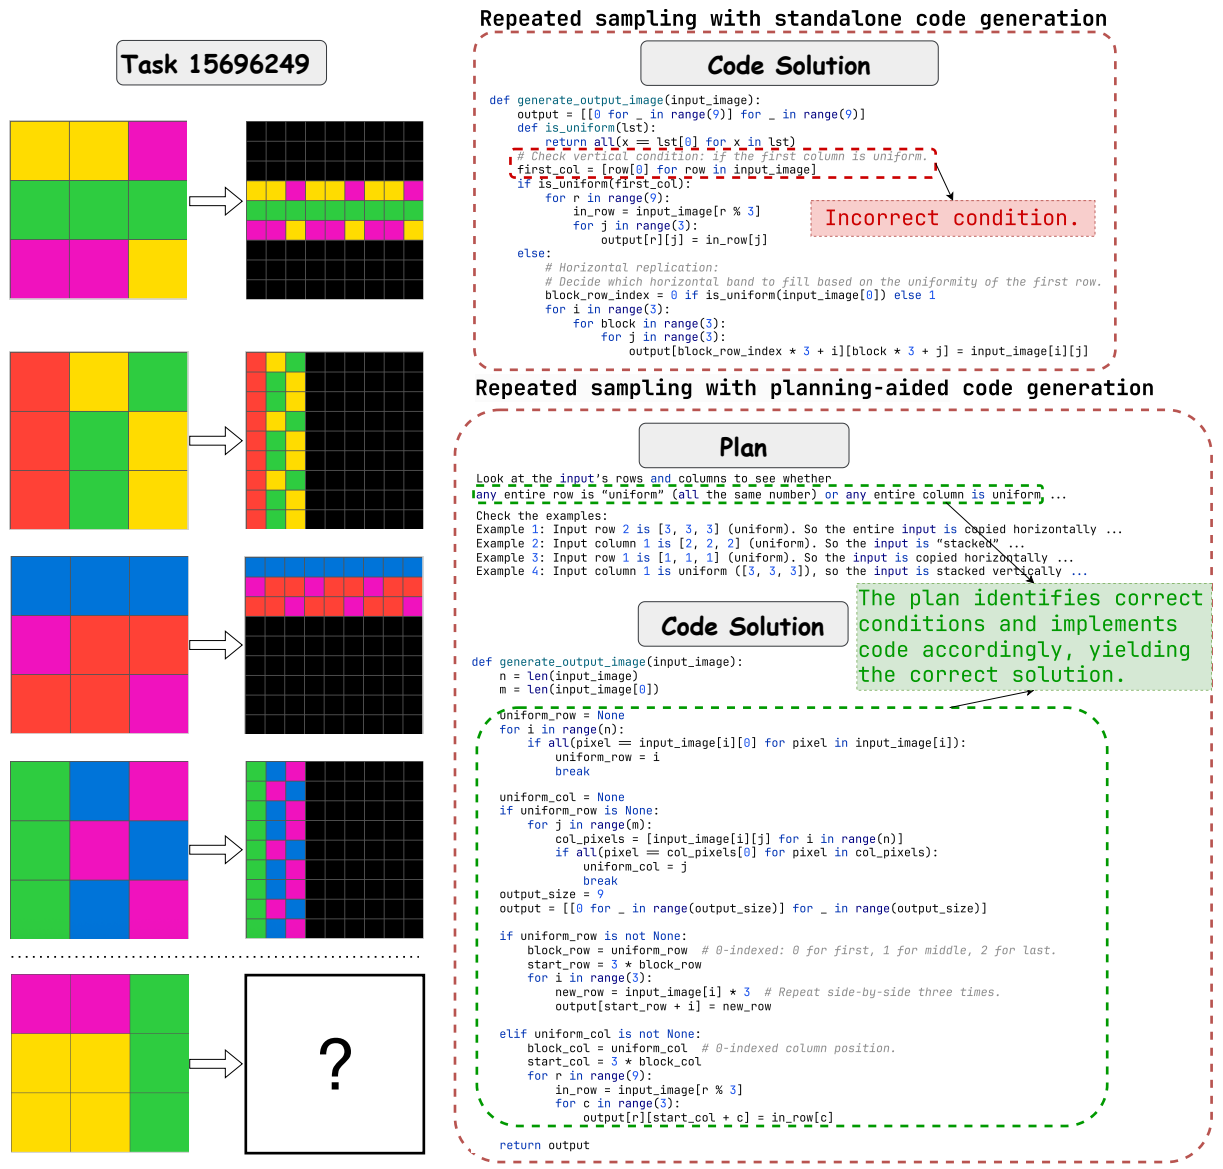 Repeated sampling with standalone code generation
Task 15696249
Code Solution
def generate_output_image(input_image):
    output = [[0 for _ in range(9)] for _ in range(9)]
    def is_uniform(lst):
        return all(x == lst[0] for x in lst)
    # Check vertical condition: if the first column is uniform.
    first_col = [row[0] for row in input_image]
    if is_uniform(first_col):
        for r in range(9):
            in_row = input_image[r % 3]
            for j in range(3):
                output[r][j] = in_row[j]
    else:
        # Horizontal replication:
        # Decide which horizontal band to fill based on the uniformity of the first row.
        block_row_index = 0 if is_uniform(input_image[0]) else 1
        for i in range(3):
            for block in range(3):
                for j in range(3):
                    output[block_row_index * 3 + i][block * 3 + j] = input_image[i][j]
Incorrect condition.
Repeated sampling with planning-aided code generation
Plan
Look at the input's rows and columns to see whether
any entire row is “uniform” (all the same number) or any entire column is uniform ...
Check the examples:
Example 1: Input row 2 is [3, 3, 3] (uniform). So the entire input is copied horizontally ...
Example 2: Input column 1 is [2, 2, 2] (uniform). So the input is “stacked” ...
Example 3: Input row 1 is [1, 1, 1] (uniform). So the input is copied horizontally ...
Example 4: Input column 1 is uniform ([3, 3, 3]), so the input is stacked vertically ...
The plan identifies correct
conditions and implements
code accordingly, yielding
the correct solution.
Code Solution
def generate_output_image(input_image):
    n = len(input_image)
    m = len(input_image[0])
    uniform_row = None
    for i in range(n):
        if all(pixel == input_image[i][0] for pixel in input_image[i]):
            uniform_row = i
            break
    uniform_col = None
    if uniform_row is None:
        for j in range(m):
            col_pixels = [input_image[i][j] for i in range(n)]
            if all(pixel == col_pixels[0] for pixel in col_pixels):
                uniform_col = j
                break
    output_size = 9
    output = [[0 for _ in range(output_size)] for _ in range(output_size)]
    if uniform_row is not None:
        block_row = uniform_row  # 0-indexed: 0 for first, 1 for middle, 2 for last.
        start_row = 3 * block_row
        for i in range(3):
            new_row = input_image[i] * 3  # Repeat side-by-side three times.
            output[start_row + i] = new_row
    elif uniform_col is not None:
        block_col = uniform_col  # 0-indexed column position.
        start_col = 3 * block_col
        for r in range(9):
            in_row = input_image[r % 3]
            for c in range(3):
                output[r][start_col + c] = in_row[c]
    return output
?